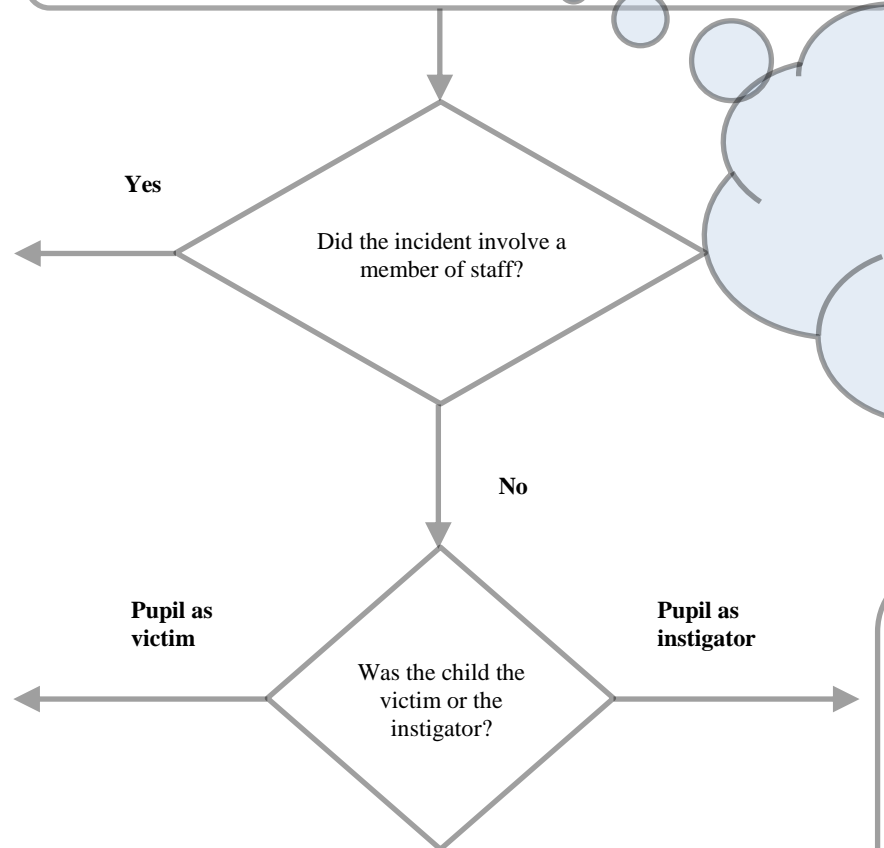 Yes
Did the incident involve a
member of staff?
No
Pupil as
victim
Pupil as
instigator
Was the child the
victim or the
instigator?